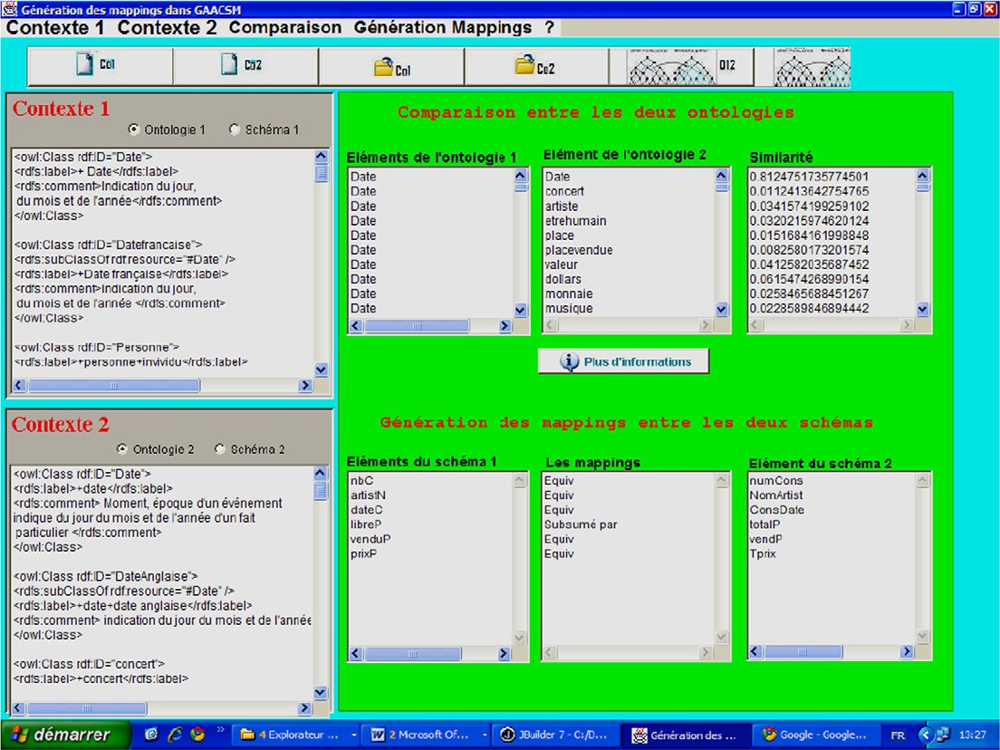 Génération des mappings dans GAACSM
Contexte 1 Contexte 2 Comparaison Génération Mappings ?
Co1 Co2 Co1 Co2 O12
Contexte 1
Ontologie 1 Schéma 1
<owl:Class rdf:ID="Date">
<rdfs:label>+ Date</rdfs:label>
<rdfs:comment>Indication du jour,
du mois et de l'année</rdfs:comment>
</owl:Class>
<owl:Class rdf:ID="Datefrancaise">
<rdfs:subClassOf rdf:resource="#Date" />
<rdfs:label>+Date française</rdfs:label>
<rdfs:comment>Indication du jour,
du mois et de l'année </rdfs:comment>
</owl:Class>
<owl:Class rdf:ID="Personne">
<rdfs:label>+personne+invividu</rdfs:label>
Contexte 2
Ontologie 2 Schéma 2
<owl:Class rdf:ID="Date">
<rdfs:label>+date</rdfs:label>
<rdfs:comment> Moment, époque d'un événement
indique du jour du mois et de l'année d'un fait
particulier </rdfs:comment>
</owl:Class>
<owl:Class rdf:ID="DateAnglaise">
<rdfs:subClassOf rdf:resource="#Date" />
<rdfs:label>+date+date anglaise</rdfs:label>
<rdfs:comment> indication du jour du mois et de l'année
</owl:Class>
<owl:Class rdf:ID="concert">
<rdfs:label>+concert</rdfs:label>
Comparaison entre les deux ontologies
Eléments de l'ontologie 1 Elément de l'ontologie 2 Similarité
Date Date 0.8124751735774501
Date concert 0.0112413642754765
Date artiste 0.0341574199259102
Date etrehumain 0.0320215974620124
Date place 0.0151684161998848
Date placevendue 0.0082580173201574
Date valeur 0.0412582035687452
Date dollars 0.0615474268990154
Date monnaie 0.0258465688451267
Date musique 0.0228589846894442
Plus d'informations
Génération des mappings entre les deux schémas
Eléments du schéma 1 Les mappings Elément du schéma 2
nbC Equiv numCons
artistN Equiv NomArtist
dateC Equiv ConsDate
libreP Subsumé par totalP
venduP Equiv vendP
prixP Equiv Tprix
démarrer » 4 Explorateur ... 2 Microsoft Of... JBuilder 7 - C:/D... Génération des ... Google - Google... FR 13:27